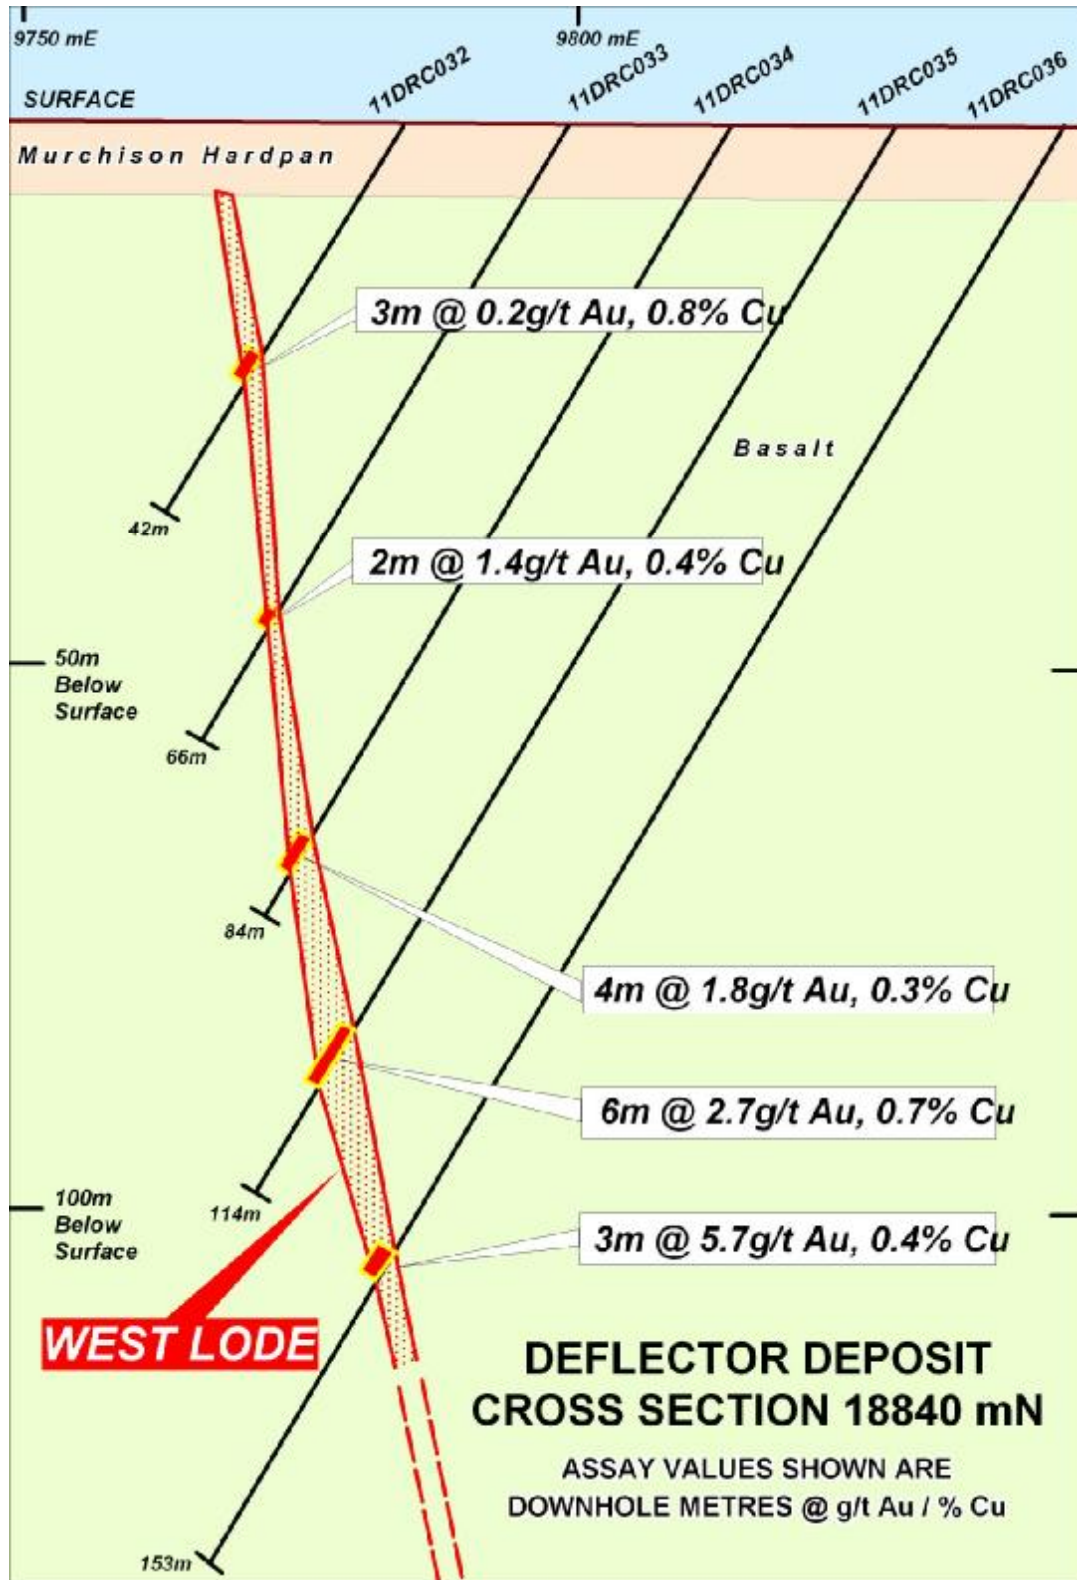 9750 mE
9800 mE
11DRC032
11DRC033
11DRC034
11DRC035
11DRC036
SURFACE
Murchison Hardpan
3m @ 0.2g/t Au, 0.8% Cu
Basalt
42m
2m @ 1.4g/t Au, 0.4% Cu
50m
Below
Surface
66m
84m
4m @ 1.8g/t Au, 0.3% Cu
6m @ 2.7g/t Au, 0.7% Cu
100m
Below
Surface
114m
3m @ 5.7g/t Au, 0.4% Cu
WEST LODE
DEFLECTOR DEPOSIT
CROSS SECTION 18840 mN
ASSAY VALUES SHOWN ARE
DOWNHOLE METRES @ g/t Au / % Cu
153m